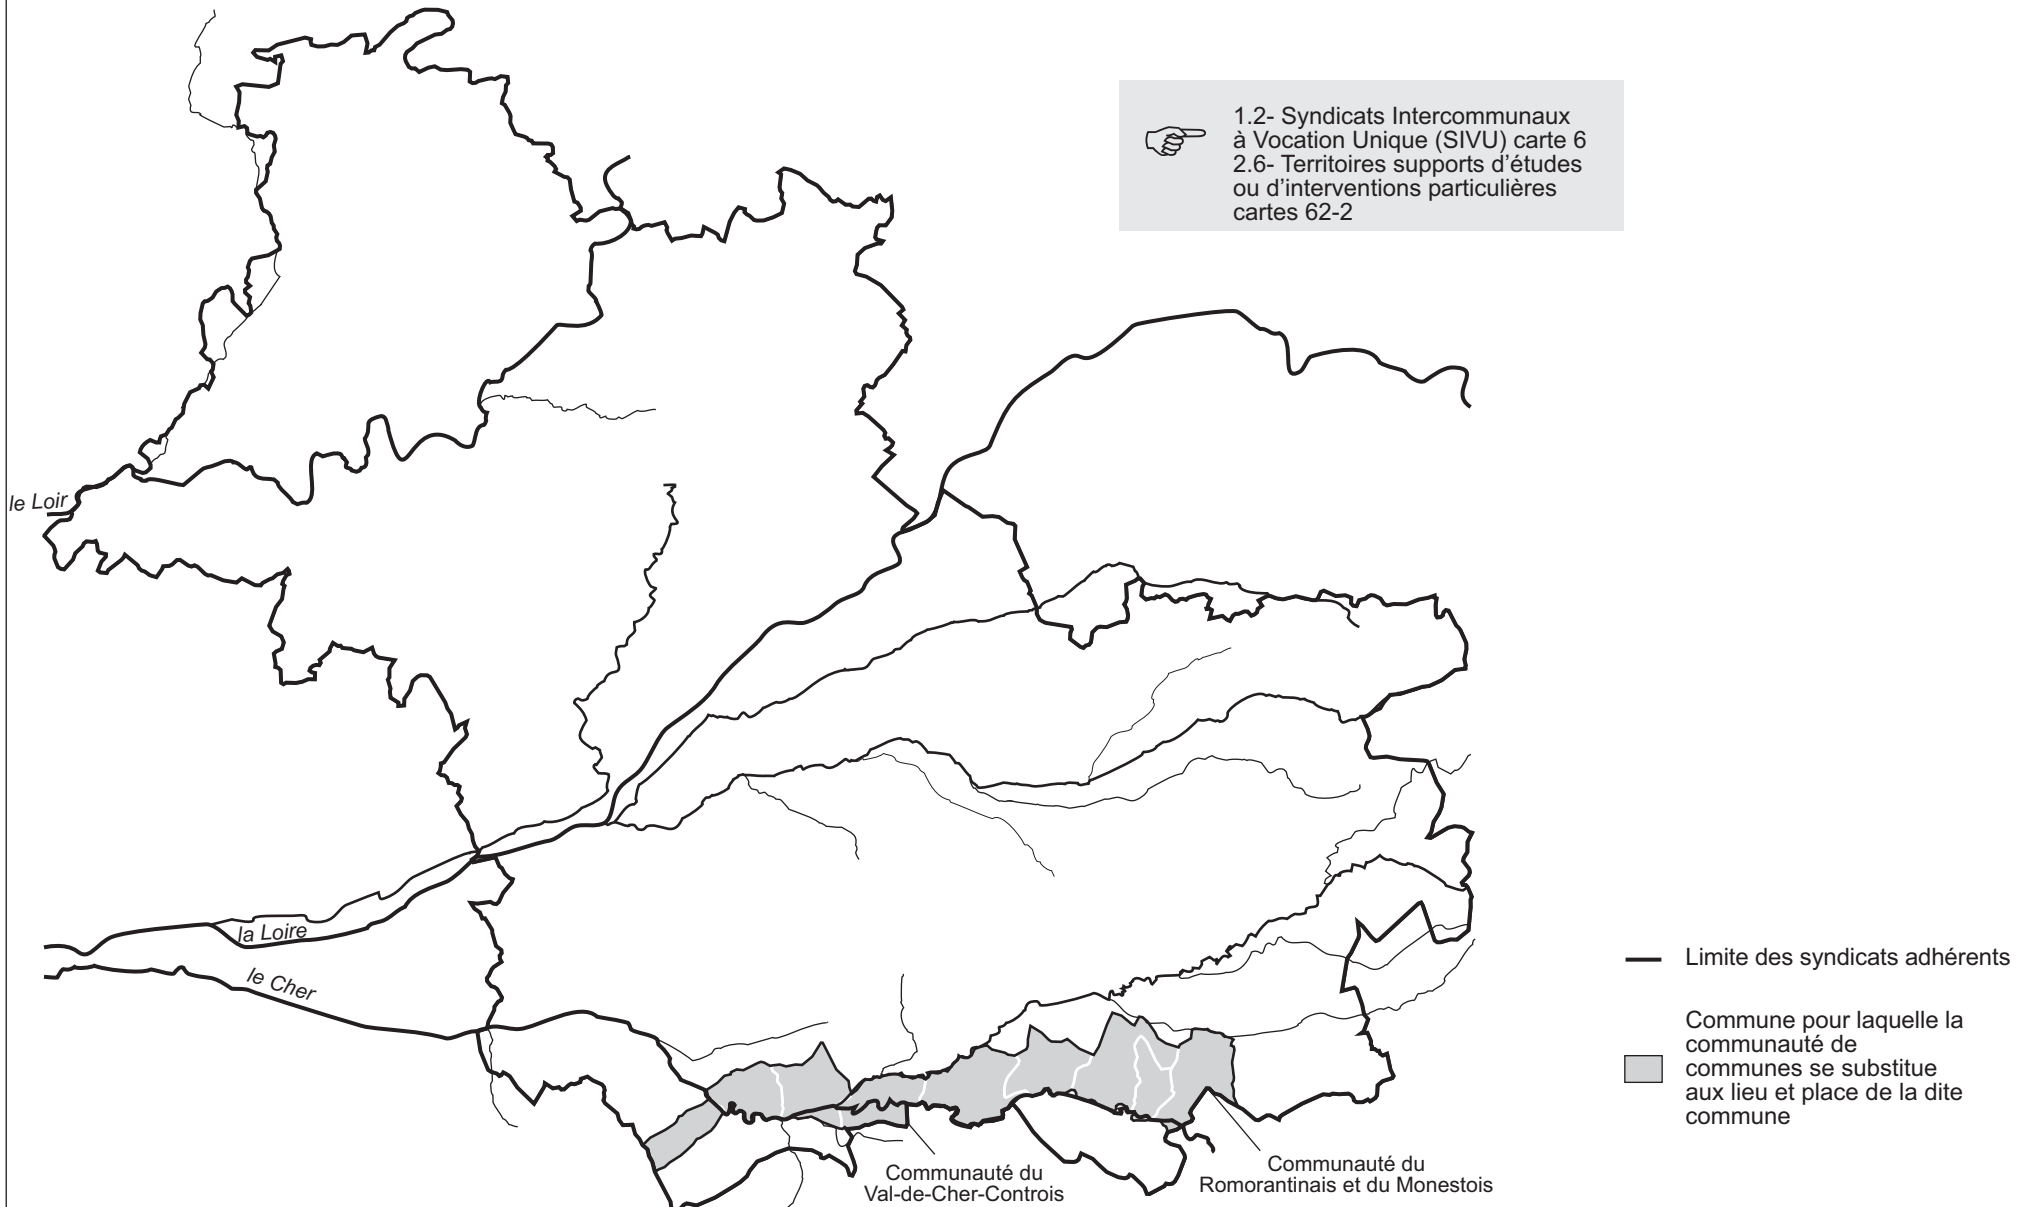 1.2- Syndicats Intercommunaux
à Vocation Unique (SIVU) carte 6
2.6- Territoires supports d’études
ou d’interventions particulières
cartes 62-2
le Loir
la Loire
le Cher
Limite des syndicats adhérents
Commune pour laquelle la
communauté de
communes se substitue
aux lieu et place de la dite
commune
Communauté du
Val-de-Cher-Controis
Communauté du
Romorantinais et du Monestois